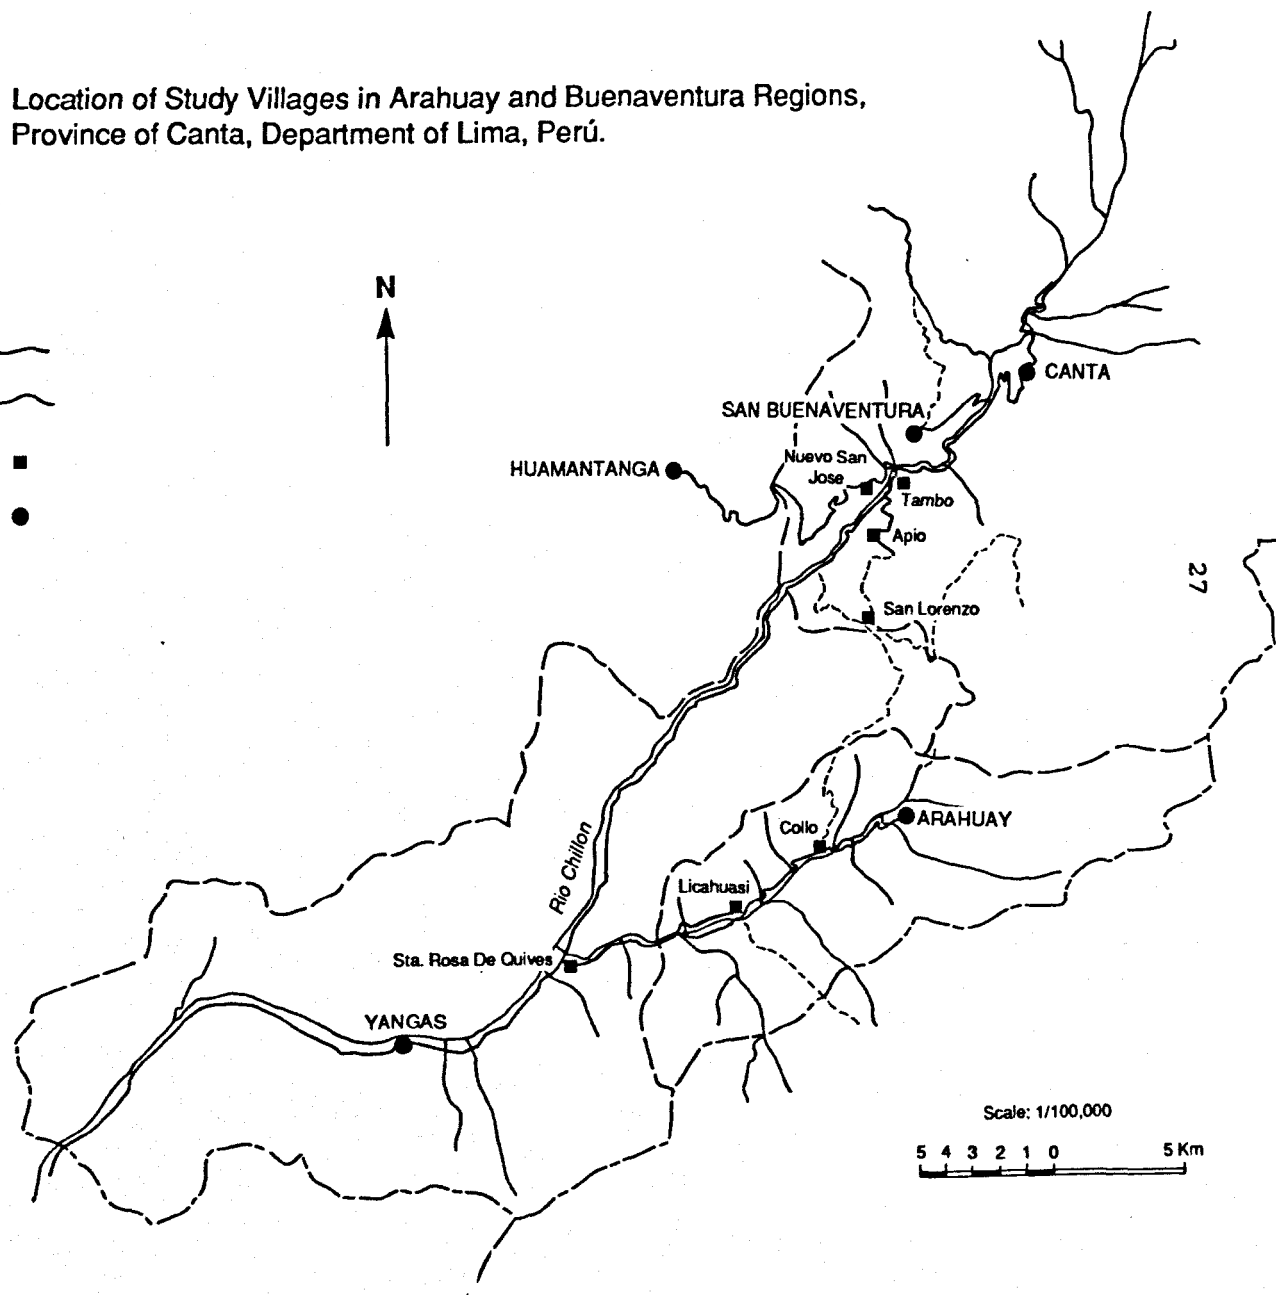 Location of Study Villages in Arahuay and Buenaventura Regions,
Province of Canta, Department of Lima, Perú.
N
CANTA
SAN BUENAVENTURA
HUAMANTANGA
Nuevo San
Jose
Tambo
Apio
27
San Lorenzo
Rio Chillon
Collo
ARAHUAY
Licahuasi
Sta. Rosa De Quives
YANGAS
Scale: 1/100,000
5 4 3 2 1 0 5 Km